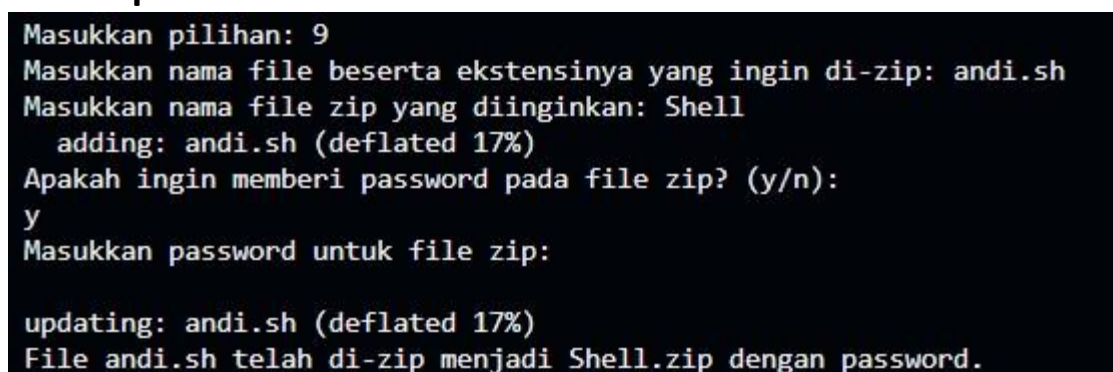 Masukkan pilihan: 9
Masukkan nama file beserta ekstensinya yang ingin di-zip: andi.sh
Masukkan nama file zip yang diinginkan: Shell
  adding: andi.sh (deflated 17%)
Apakah ingin memberi password pada file zip? (y/n):
y
Masukkan password untuk file zip:

updating: andi.sh (deflated 17%)
File andi.sh telah di-zip menjadi Shell.zip dengan password.